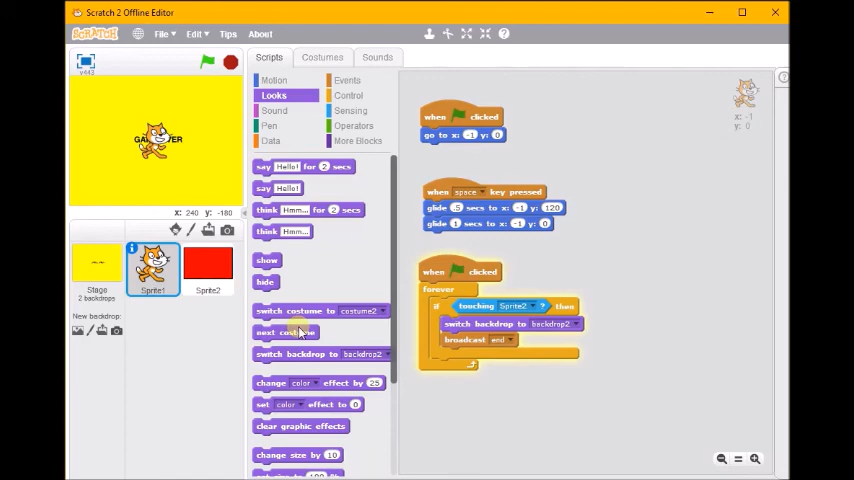 Scratch 2 Offline Editor
SCRATCH File Edit Tips About
Scripts Costumes Sounds
v443
Motion Events
Looks Control
Sound Sensing
Pen Operators
Data More Blocks
say Hello! for 2 secs
say Hello!
think Hmm... for 2 secs
think Hmm...
show
hide
switch costume to costume2
next costume
switch backdrop to backdrop2
change color effect by 25
set color effect to 0
clear graphic effects
change size by 10
x: 240 y: -180
Stage
2 backdrops
New backdrop:
Sprite1
Sprite2
when clicked
go to x: -1 y: 0
when space key pressed
glide .5 secs to x: -1 y: 120
glide 1 secs to x: -1 y: 0
when clicked
forever
if touching Sprite2 ? then
switch backdrop to backdrop2
broadcast end
x: -1
y: 0